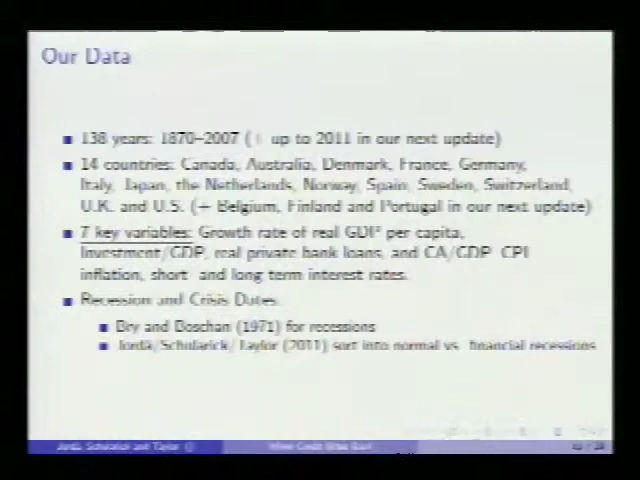 Our Data
138 years: 1870–2007 (+ up to 2011 in our next update)
14 countries: Canada, Australia, Denmark, France, Germany,
Italy, Japan, the Netherlands, Norway, Spain, Sweden, Switzerland,
U.K. and U.S. (+ Belgium, Finland and Portugal in our next update)
7 key variables: Growth rate of real GDP per capita,
Investment/GDP, real private bank loans, and CA/GDP CPI
inflation, short and long term interest rates.
Recession and Crisis Dates
Bry and Boschan (1971) for recessions
Jordà/Schularick/Taylor (2011) sort into normal vs. financial recessions
Jordà, Schularick and Taylor ()
When Credit Bites Back